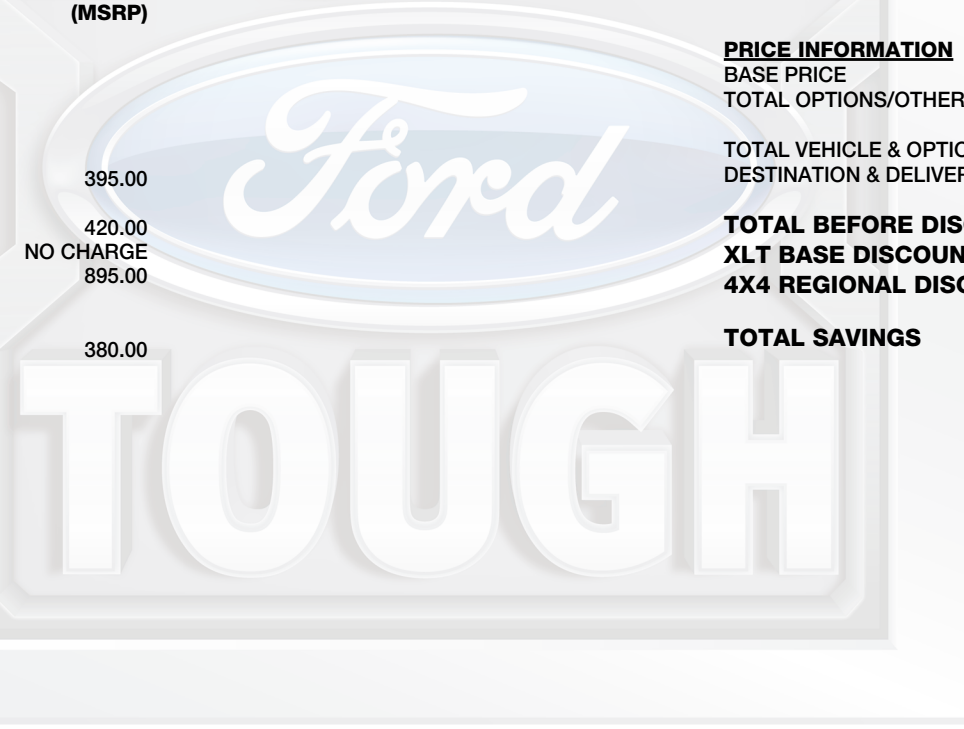 (MSRP)
395.00
420.00
NO CHARGE
895.00
380.00
PRICE INFORMATION
BASE PRICE
TOTAL OPTIONS/OTHER
TOTAL VEHICLE & OPTIO
DESTINATION & DELIVER
TOTAL BEFORE DIS
XLT BASE DISCOUN
4X4 REGIONAL DISC
TOTAL SAVINGS
Ford
TOUGH